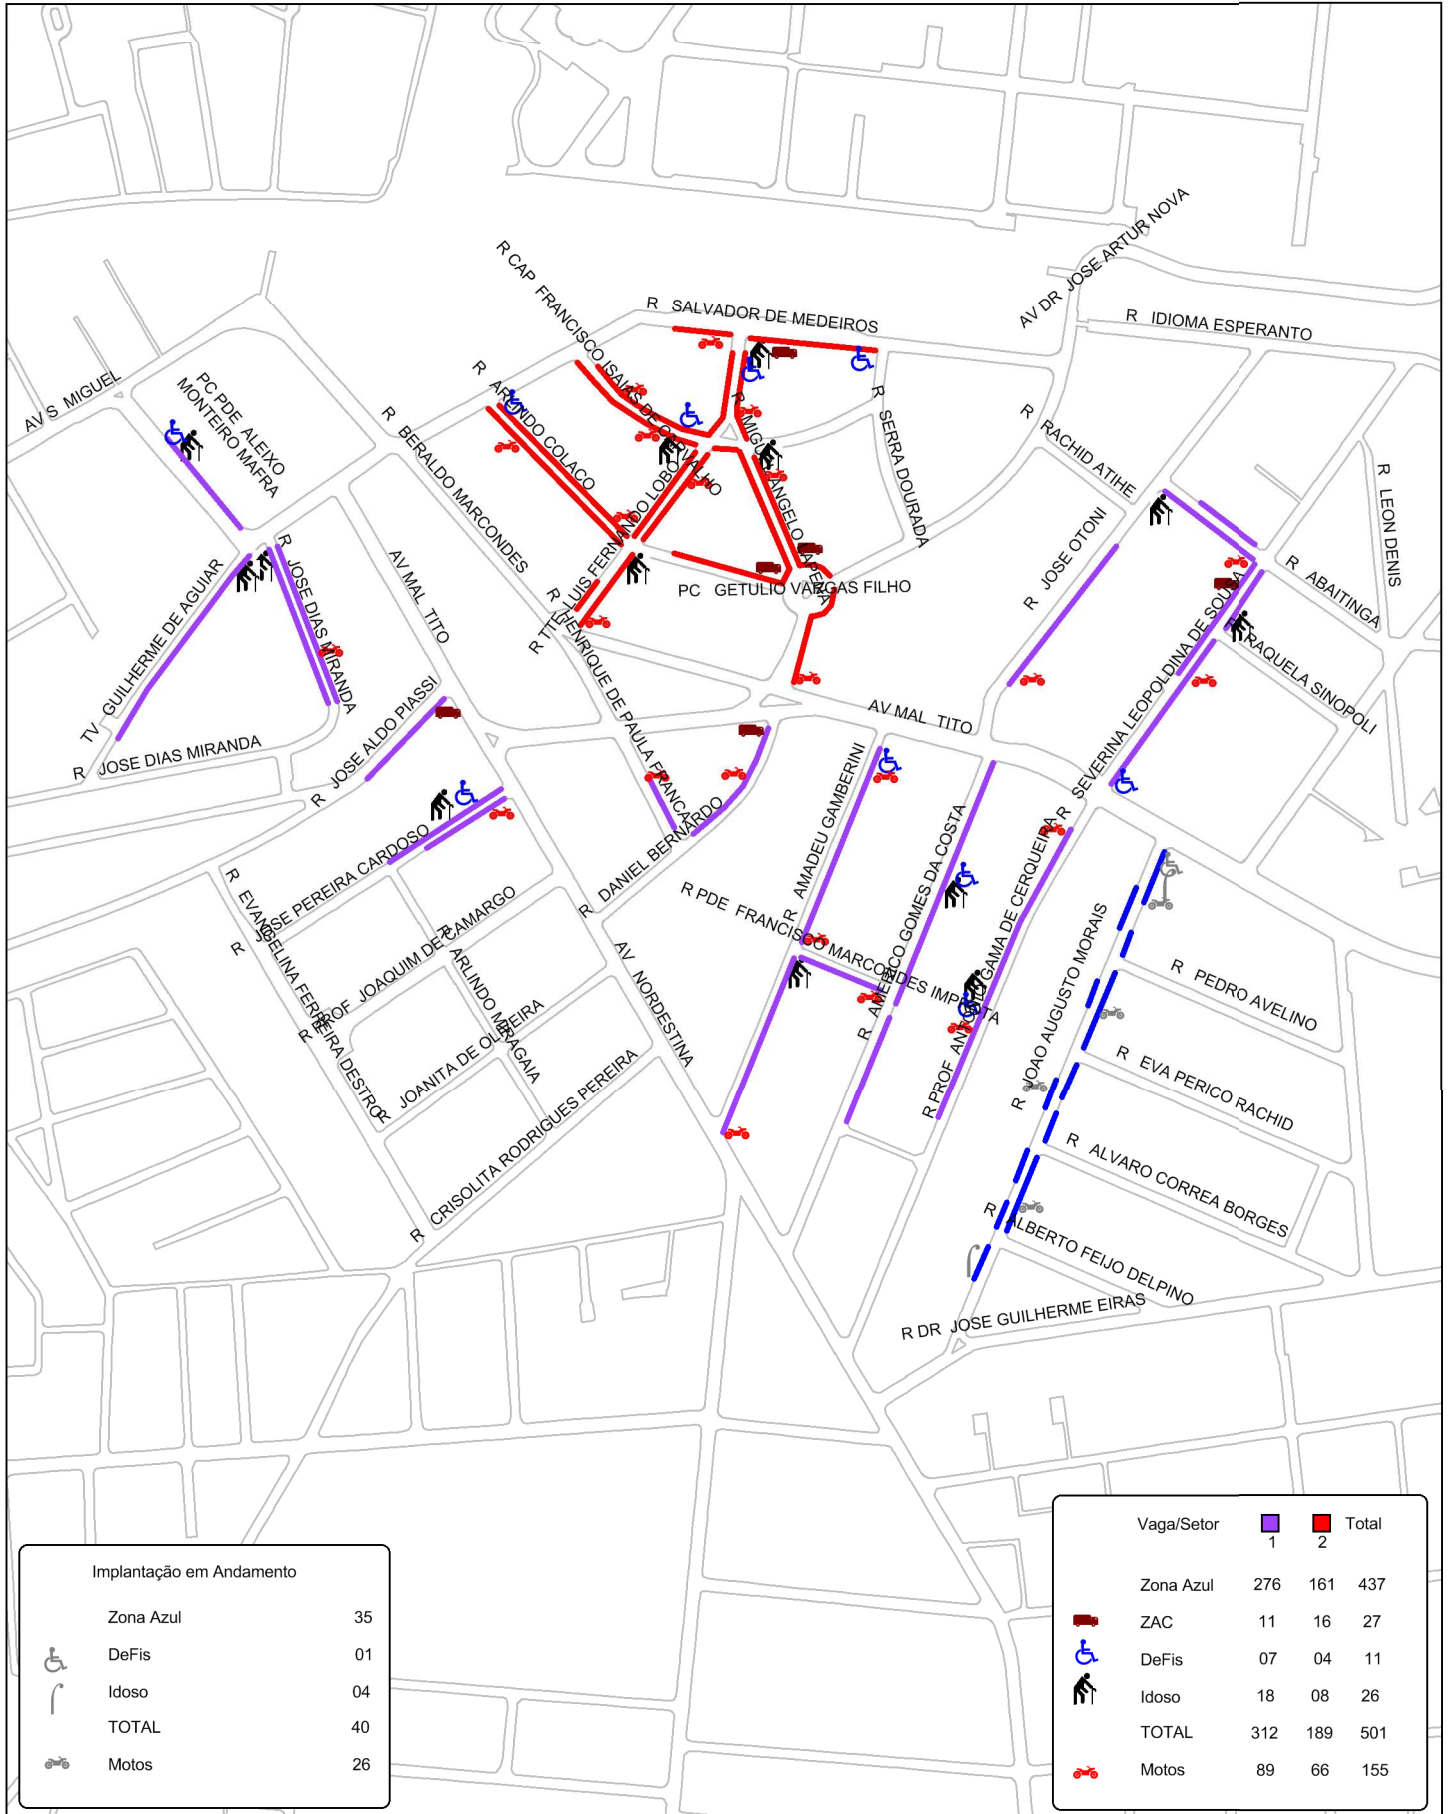 R CAP FRANCISCO ISAIAS DE CARVALHO
R SALVADOR DE MEDEIROS
AV DR JOSE ARTUR NOVA
R IDIOMA ESPERANTO
AV S MIGUEL
PC PDE ALEIXO
MONTEIRO MAFRA
R ARLINDO COLACO
R BERALDO MARCONDES
R MIGUEL ANGELO LAPENA
R SERRA DOURADA
R RACHID ATIHE
R LEON DENIS
R JOSE OTONI
R ABAITINGA
R RAQUELA SINOPOLI
R TTE LUIS FERNANDO LOBO
PC GETULIO VARGAS FILHO
TV GUILHERME DE AGUIAR
R JOSE DIAS MIRANDA
AV MAL TITO
R HENRIQUE DE PAULA FRANCA
R SEVERINA LEOPOLDINA DE SOUZA
R JOSE DIAS MIRANDA
R JOSE ALDO PIASSI
AV MAL TITO
R JOSE PEREIRA CARDOSO
R DANIEL BERNARDO
R AMADEU GAMBERINI
R AMERICO GOMES DA COSTA
R PROF ANTONIO GAMA DE CERQUEIRA
R PDE FRANCISCO MARCONDES IMPERTA
R EVANGELINA FERREIRA DESTRO
R PROF JOAQUIM DE CAMARGO
R ARLINDO MIRAGAIA
AV NORDESTINA
R JOAO AUGUSTO MORAIS
R PEDRO AVELINO
R JOANITA DE OLIVEIRA
R EVA PERICO RACHID
R CRISOLITA RODRIGUES PEREIRA
R ALVARO CORREA BORGES
R ALBERTO FEIJO DELPINO
R DR JOSE GUILHERME EIRAS
Implantação em Andamento
Zona Azul 35
DeFis 01
Idoso 04
TOTAL 40
Motos 26
Vaga/Setor 1 2 Total
Zona Azul 276 161 437
ZAC 11 16 27
DeFis 07 04 11
Idoso 18 08 26
TOTAL 312 189 501
Motos 89 66 155